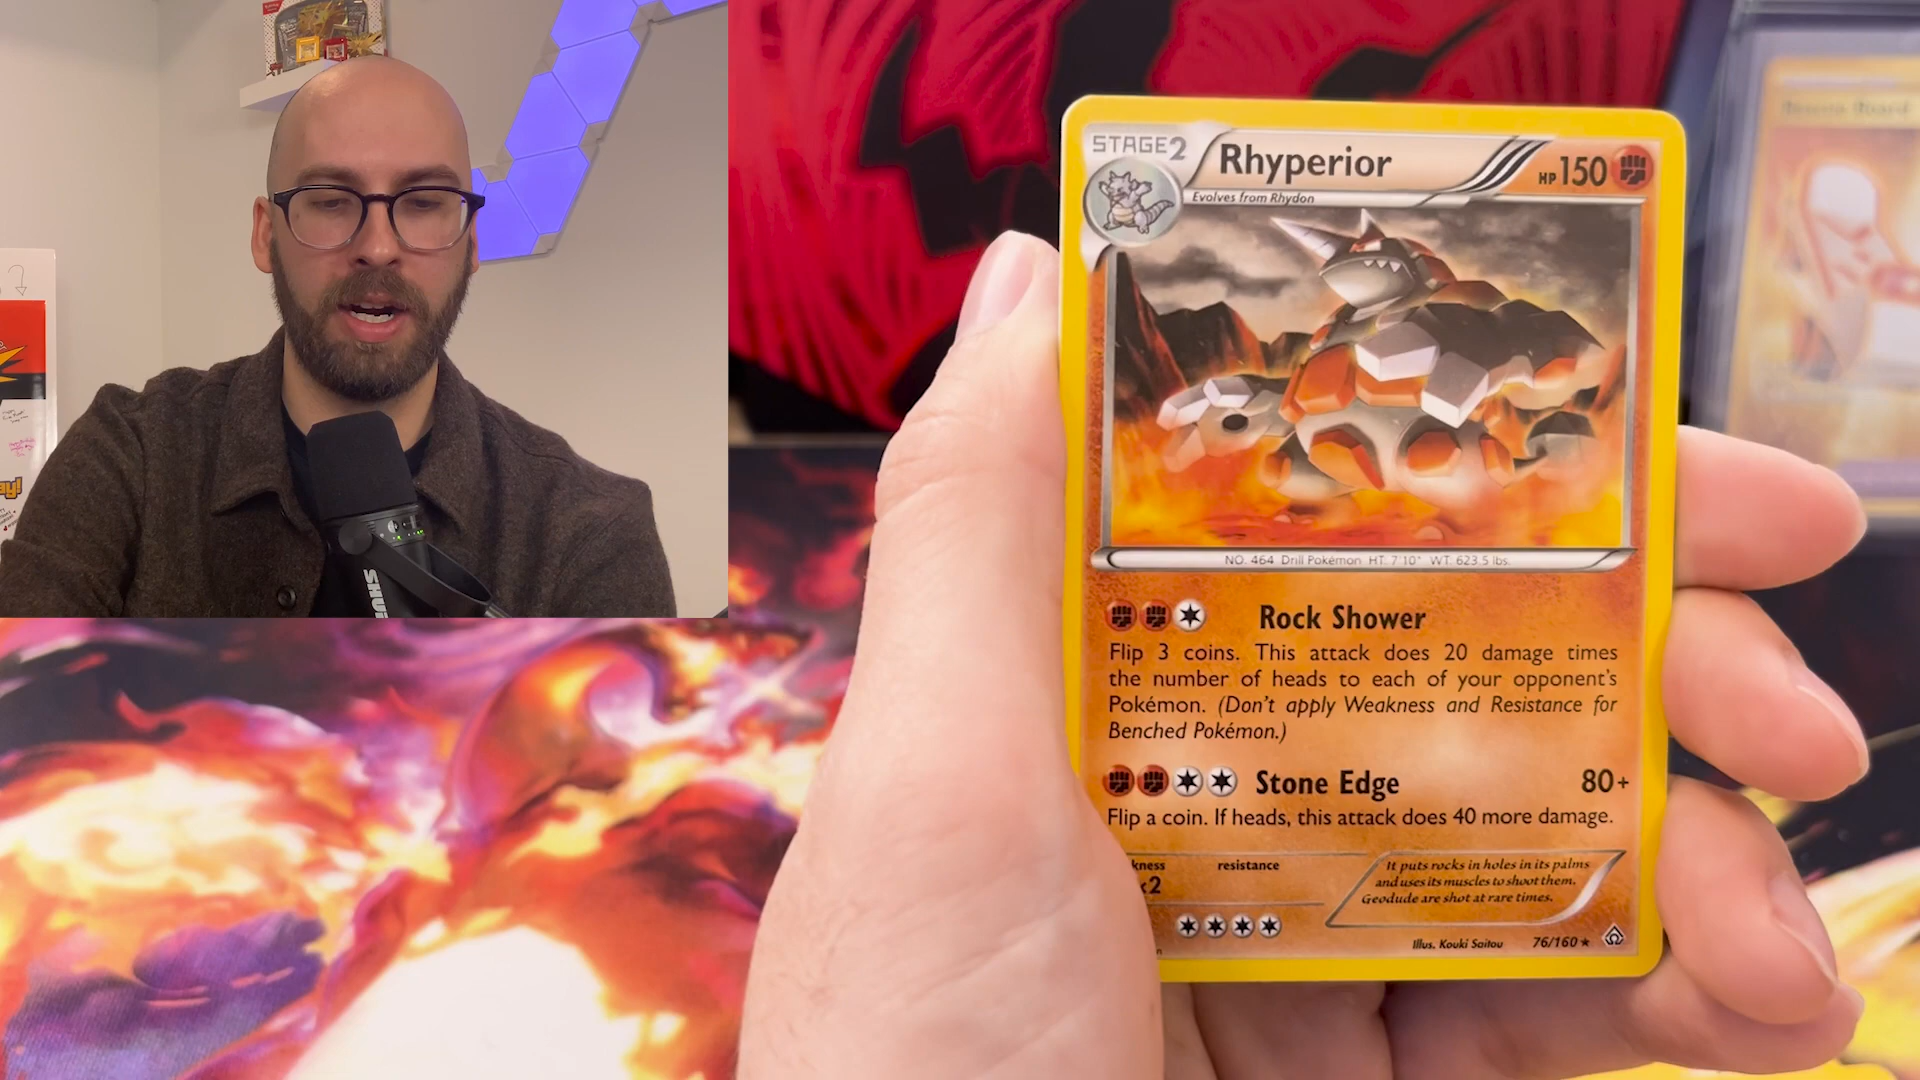 STAGE2
Rhyperior
HP150
Evolves from Rhydon
NO. 464 Drill Pokémon HT: 7'10" WT: 623.5 lbs.
Rock Shower
Flip 3 coins. This attack does 20 damage times
the number of heads to each of your opponent's
Pokémon. (Don't apply Weakness and Resistance for
Benched Pokémon.)
Stone Edge 80+
Flip a coin. If heads, this attack does 40 more damage.
kness resistance
x2
It puts rocks in holes in its palms
and uses its muscles to shoot them.
Geodude are shot at rare times.
Illus. Kouki Saitou 76/160
SHU
ay!